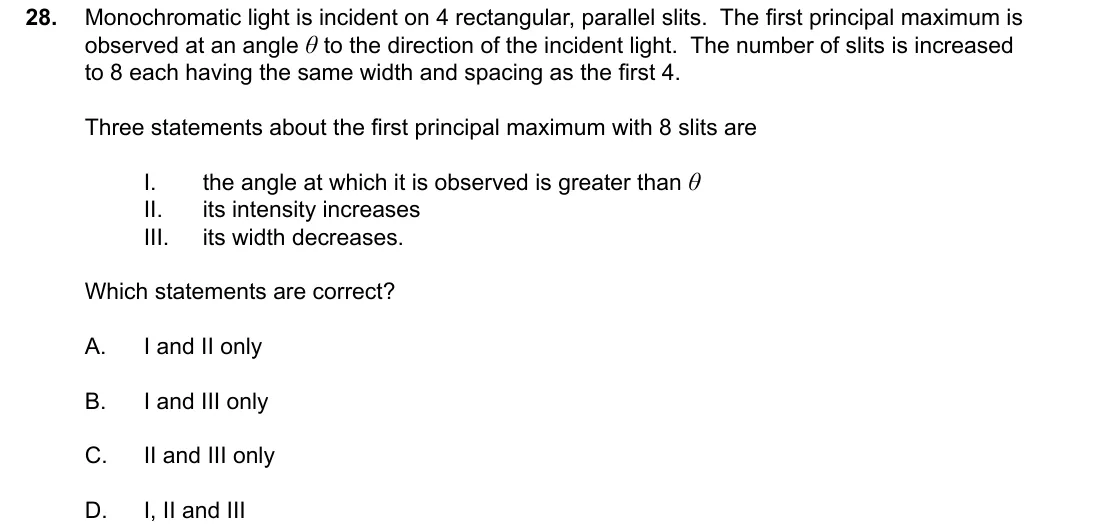 28. Monochromatic light is incident on 4 rectangular, parallel slits. The first principal maximum is
observed at an angle θ to the direction of the incident light. The number of slits is increased
to 8 each having the same width and spacing as the first 4.
Three statements about the first principal maximum with 8 slits are
I. the angle at which it is observed is greater than θ
II. its intensity increases
III. its width decreases.
Which statements are correct?
A. I and II only
B. I and III only
C. II and III only
D. I, II and III